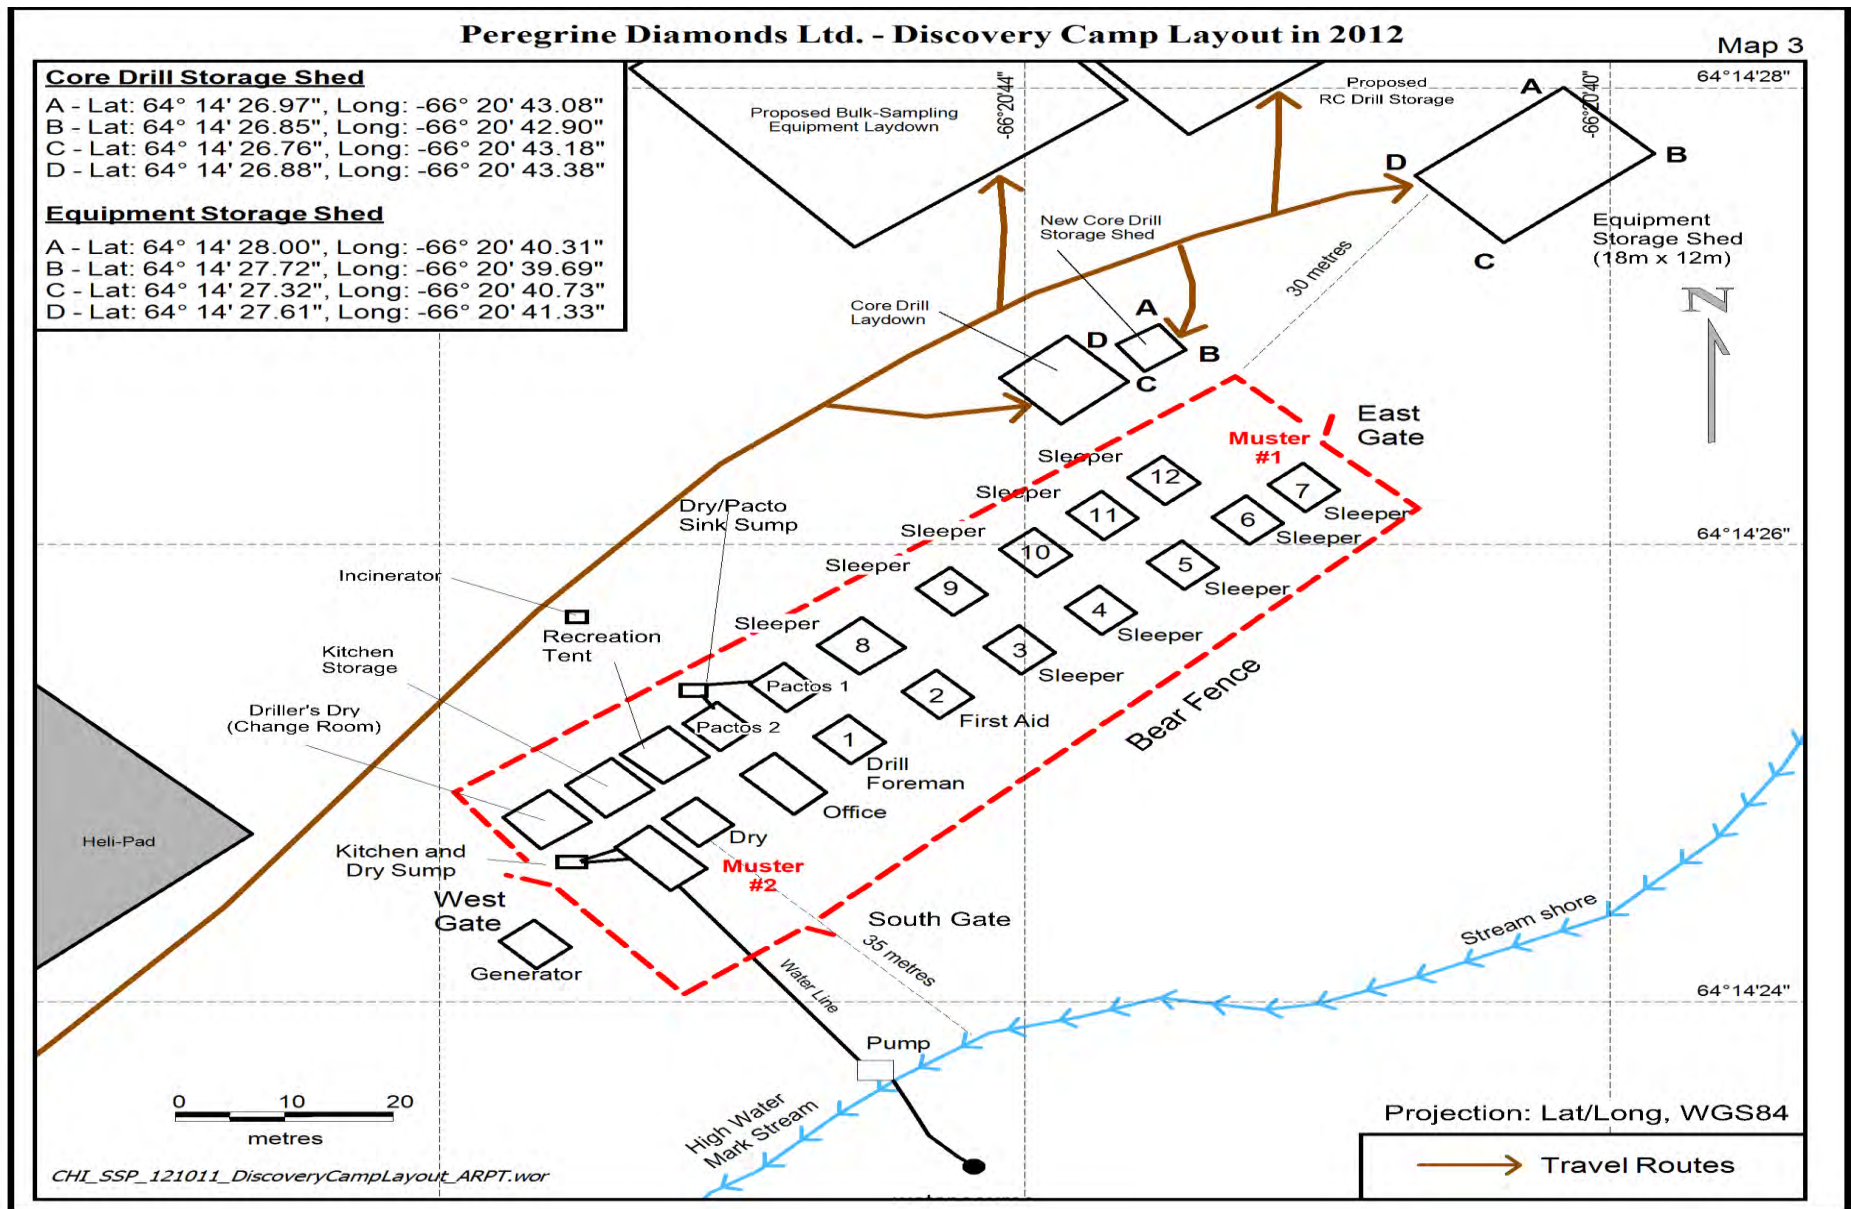 Peregrine Diamonds Ltd. - Discovery Camp Layout in 2012
Map 3
Core Drill Storage Shed
A - Lat: 64° 14' 26.97", Long: -66° 20' 43.08"
B - Lat: 64° 14' 26.85", Long: -66° 20' 42.90"
C - Lat: 64° 14' 26.76", Long: -66° 20' 43.18"
D - Lat: 64° 14' 26.88", Long: -66° 20' 43.38"
Equipment Storage Shed
A - Lat: 64° 14' 28.00", Long: -66° 20' 40.31"
B - Lat: 64° 14' 27.72", Long: -66° 20' 39.69"
C - Lat: 64° 14' 27.32", Long: -66° 20' 40.73"
D - Lat: 64° 14' 27.61", Long: -66° 20' 41.33"
Proposed Bulk-Sampling
Equipment Laydown
-66°20'44"
Proposed
RC Drill Storage
-66°20'40"
64°14'28"
A
B
C
D
Equipment
Storage Shed
(18m x 12m)
N
New Core Drill
Storage Shed
30 metres
Core Drill
Laydown
A
B
C
D
East
Gate
Muster
#1
Sleeper
12
7
Sleeper
Sleeper
11
6
Sleeper
Sleeper
10
5
Sleeper
64°14'26"
Sleeper
9
4
Sleeper
Sleeper
8
3
Sleeper
Dry/Pacto
Sink Sump
Incinerator
Recreation
Tent
Kitchen
Storage
Driller's Dry
(Change Room)
Pactos 1
Pactos 2
2
First Aid
1
Drill
Foreman
Office
Dry
Bear Fence
Heli-Pad
Kitchen and
Dry Sump
Muster
#2
West
Gate
Generator
South Gate
35 metres
Water Line
Stream shore
64°14'24"
Pump
High Water
Mark Stream
0 10 20
metres
CHI_SSP_121011_DiscoveryCampLayout_ARPT.wor
Projection: Lat/Long, WGS84
Travel Routes